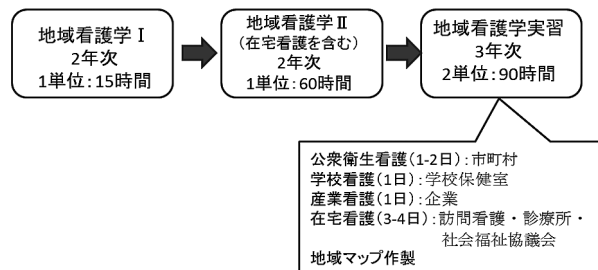 地域看護学Ⅰ
2年次
1単位:15時間
地域看護学Ⅱ
(在宅看護を含む)
2年次
1単位:60時間
地域看護学実習
3年次
2単位:90時間
公衆衛生看護(1-2日):市町村
学校看護(1日):学校保健室
産業看護(1日):企業
在宅看護(3-4日):訪問看護・診療所・
社会福祉協議会
地域マップ作製